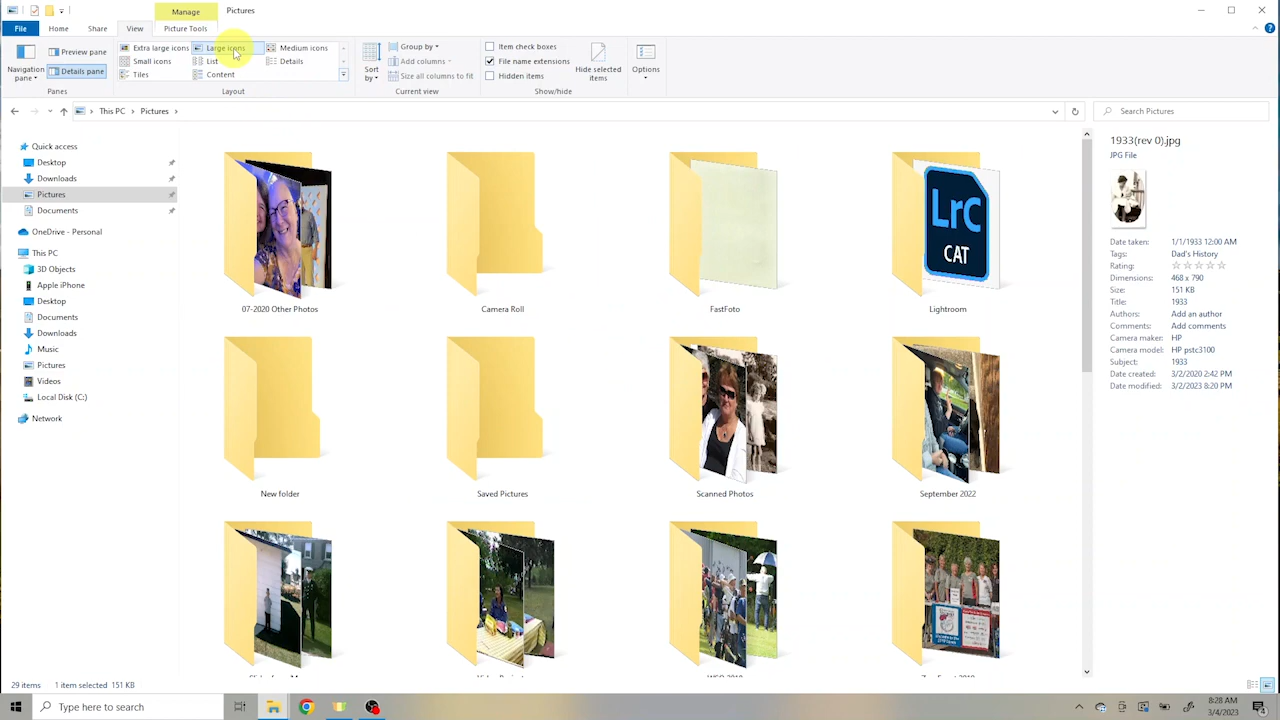 Manage
Pictures
File
Home
Share
View
Picture Tools
Navigation pane
Preview pane
Details pane
Panes
Extra large icons
Large icons
Medium icons
Small icons
List
Details
Tiles
Content
Layout
Sort by
Group by
Add columns
Size all columns to fit
Current view
Item check boxes
File name extensions
Hidden items
Hide selected items
Show/hide
Options
This PC
Pictures
Search Pictures
Quick access
Desktop
Downloads
Pictures
Documents
OneDrive - Personal
This PC
3D Objects
Apple iPhone
Desktop
Documents
Downloads
Music
Pictures
Videos
Local Disk (C:)
Network
LrC
CAT
07-2020 Other Photos
Camera Roll
FastFoto
Lightroom
New folder
Saved Pictures
Scanned Photos
September 2022
1933(rev 0).jpg
JPG File
Date taken: 1/1/1933 12:00 AM
Tags: Dad's History
Rating:
Dimensions: 468 x 790
Size: 151 KB
Title: 1933
Authors: Add an author
Comments: Add comments
Camera maker: HP
Camera model: HP pstc3100
Subject: 1933
Date created: 3/2/2020 2:42 PM
Date modified: 3/2/2023 8:20 PM
29 items
1 item selected 151 KB
Type here to search
8:28 AM
3/4/2023